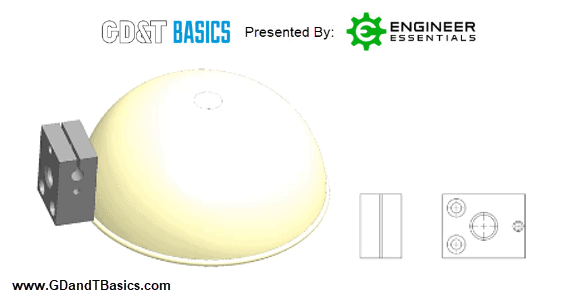 GD&T BASICS Presented By: ENGINEER
ESSENTIALS
www.GDandTBasics.com